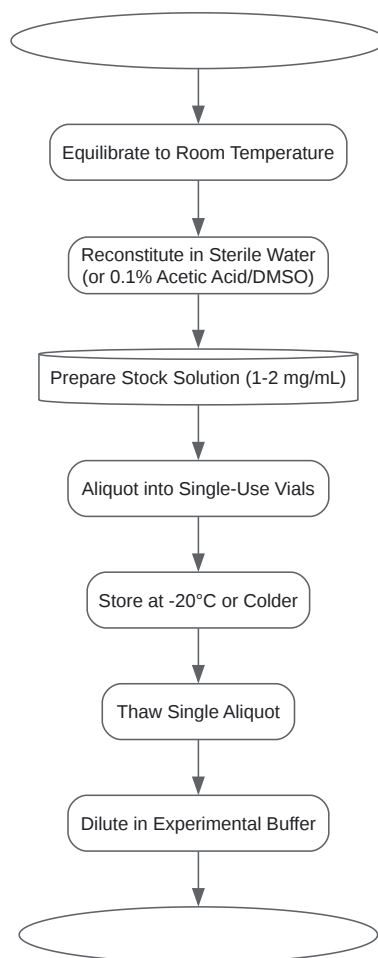 Equilibrate to Room Temperature
Reconstitute in Sterile Water
(or 0.1% Acetic Acid/DMSO)
Prepare Stock Solution (1-2 mg/mL)
Aliquot into Single-Use Vials
Store at -20°C or Colder
Thaw Single Aliquot
Dilute in Experimental Buffer